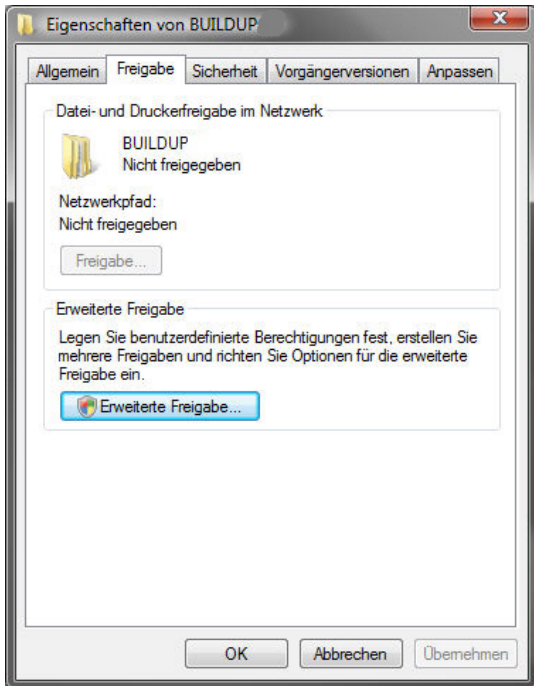 Eigenschaften von BUILDUP
Allgemein Freigabe Sicherheit Vorgängerversionen Anpassen
Datei- und Druckerfreigabe im Netzwerk
BUILDUP
Nicht freigegeben
Netzwerkpfad:
Nicht freigegeben
Freigabe...
Erweiterte Freigabe
Legen Sie benutzerdefinierte Berechtigungen fest, erstellen Sie
mehrere Freigaben und richten Sie Optionen für die erweiterte
Freigabe ein.
Erweiterte Freigabe...
OK Abbrechen Übernehmen